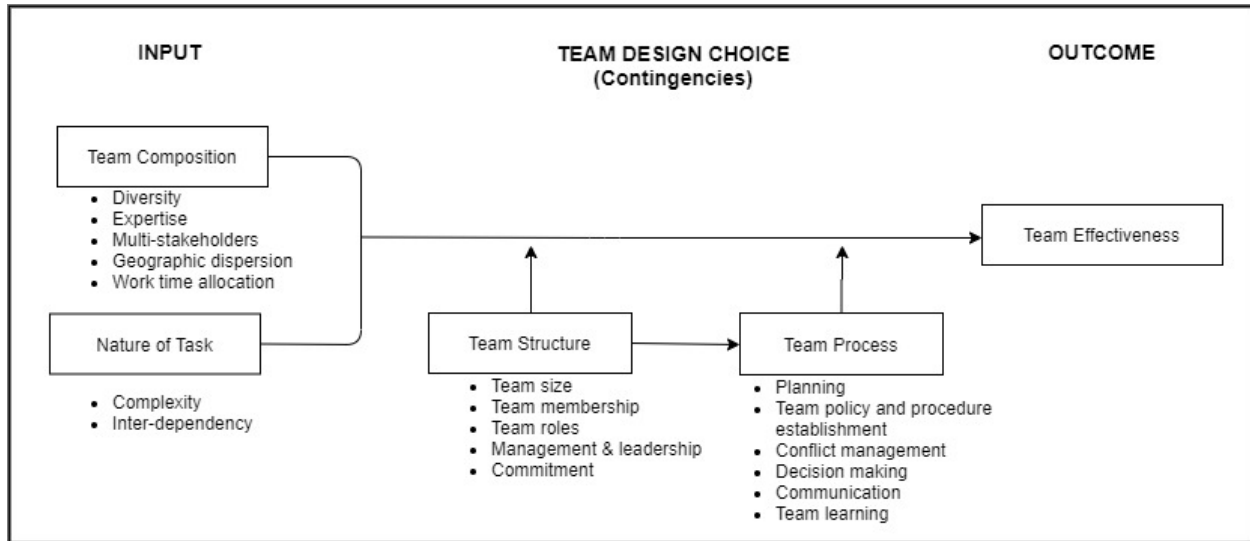 INPUT
TEAM DESIGN CHOICE
(Contingencies)
OUTCOME
Team Composition
• Diversity
• Expertise
• Multi-stakeholders
• Geographic dispersion
• Work time allocation
Team Effectiveness
Nature of Task
• Complexity
• Inter-dependency
Team Structure
• Team size
• Team membership
• Team roles
• Management & leadership
• Commitment
Team Process
• Planning
• Team policy and procedure
establishment
• Conflict management
• Decision making
• Communication
• Team learning